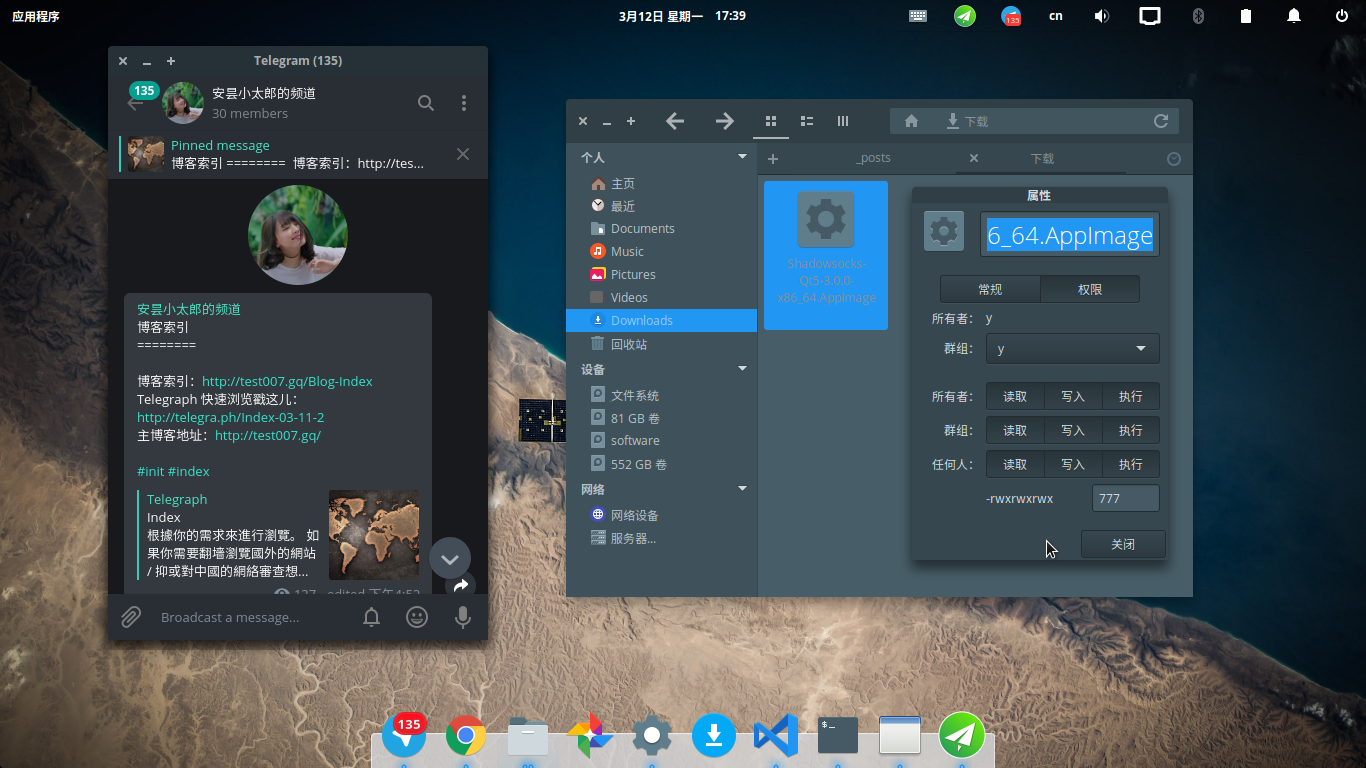 应用程序
3月12日 星期一 17:39
135
cn
Telegram (135)
135
安昙小太郎的频道
30 members
Pinned message
博客索引 ======== 博客索引：http://tes...
安昙小太郎的频道
博客索引
========
博客索引：http://test007.gq/Blog-Index
Telegraph 快速浏览戳这儿：
http://telegra.ph/Index-03-11-2
主博客地址：http://test007.gq/
#init #index
Telegraph
Index
根據你的需求來進行瀏覽。 如
果你需要翻墻瀏覽國外的網站
/ 抑或對中國的網絡審查想...
137 edited 下午4:52
Broadcast a message...
下载
个人
主页
最近
Documents
Music
Pictures
Videos
Downloads
回收站
设备
文件系统
81 GB 卷
software
552 GB 卷
网络
网络设备
服务器...
_posts
下载
Shadowsocks-
Qt5-3.0.0-
x86_64.AppImage
属性
6_64.AppImage
常规 权限
所有者： y
群组： y
所有者： 读取 写入 执行
群组： 读取 写入 执行
任何人： 读取 写入 执行
-rwxrwxrwx 777
关闭
135
$_